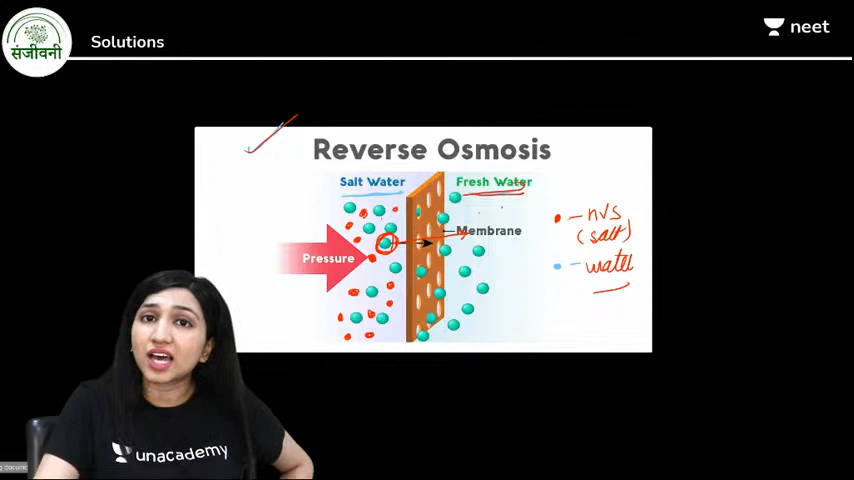 संजीवनी
Solutions
neet
Reverse Osmosis
Salt Water
Fresh Water
nVS
(salt)
Membrane
Pressure
water
unacademy